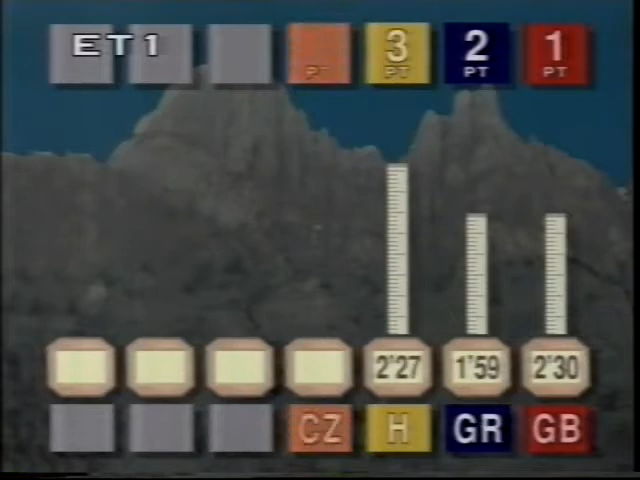 ET1
PT
3 PT
2 PT
1 PT
2'27 1'59 2'30
CZ H GR GB